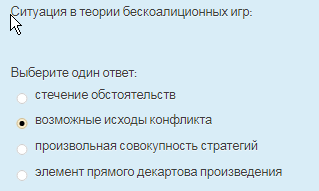 Ситуация в теории бескоалиционных игр:
Выберите один ответ:
стечение обстоятельств
возможные исходы конфликта
произвольная совокупность стратегий
элемент прямого декартова произведения